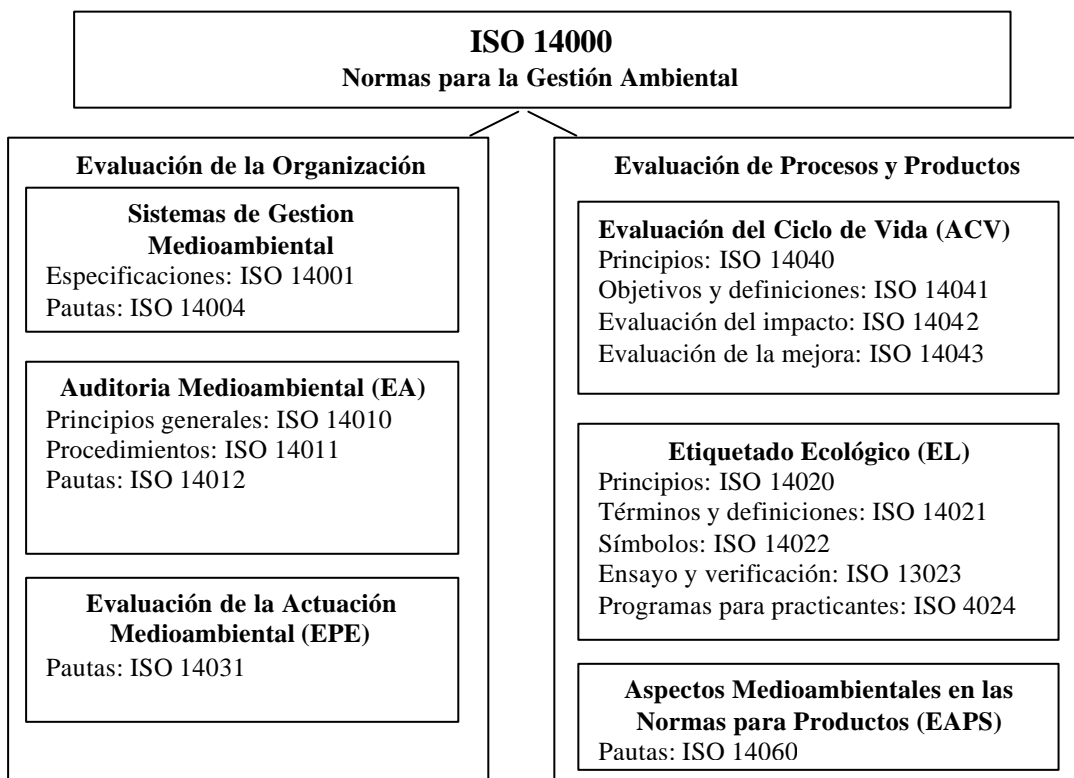 ISO 14000
Normas para la Gestión Ambiental
Evaluación de la Organización
Sistemas de Gestion
Medioambiental
Especificaciones: ISO 14001
Pautas: ISO 14004
Auditoria Medioambiental (EA)
Principios generales: ISO 14010
Procedimientos: ISO 14011
Pautas: ISO 14012
Evaluación de la Actuación
Medioambiental (EPE)
Pautas: ISO 14031
Evaluación de Procesos y Productos
Evaluación del Ciclo de Vida (ACV)
Principios: ISO 14040
Objetivos y definiciones: ISO 14041
Evaluación del impacto: ISO 14042
Evaluación de la mejora: ISO 14043
Etiquetado Ecológico (EL)
Principios: ISO 14020
Términos y definiciones: ISO 14021
Símbolos: ISO 14022
Ensayo y verificación: ISO 13023
Programas para practicantes: ISO 4024
Aspectos Medioambientales en las
Normas para Productos (EAPS)
Pautas: ISO 14060